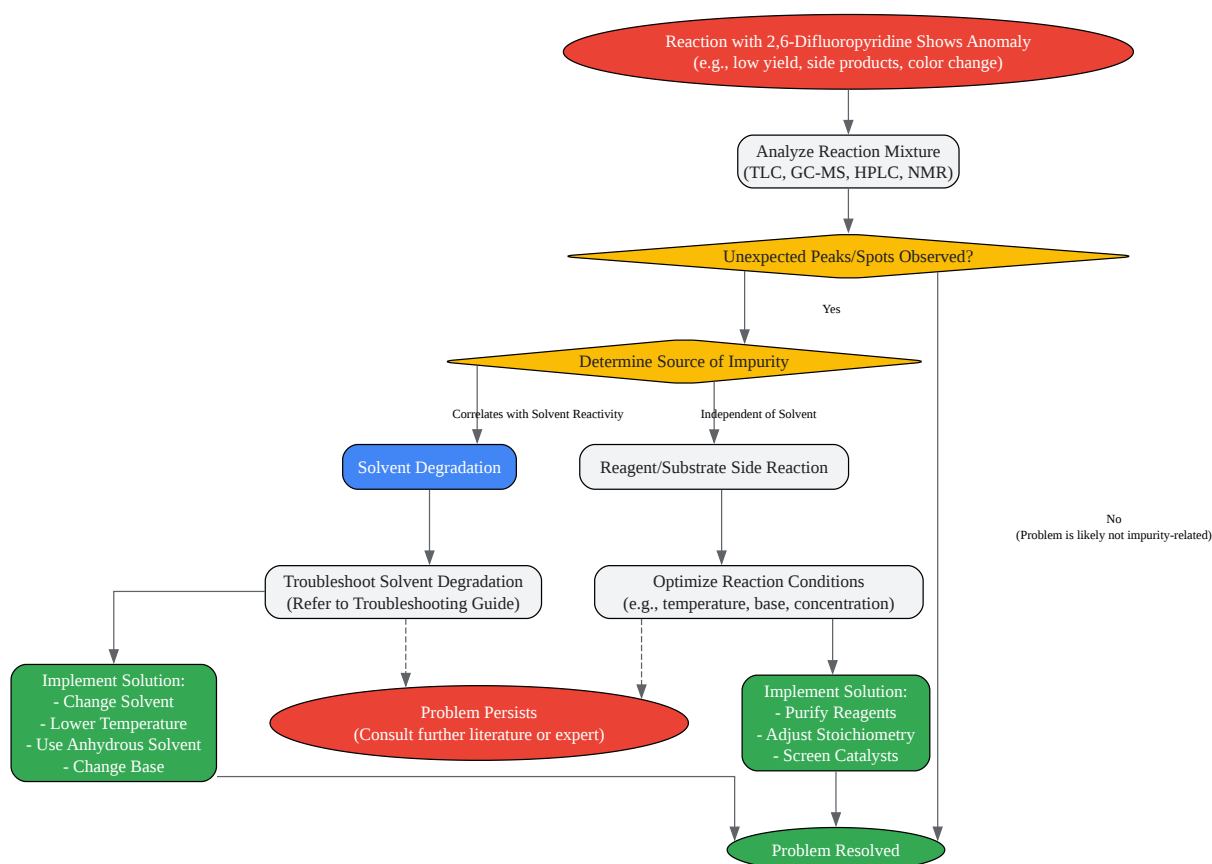 Reaction with 2,6-Difluoropyridine Shows Anomaly
(e.g., low yield, side products, color change)
Analyze Reaction Mixture
(TLC, GC-MS, HPLC, NMR)
Unexpected Peaks/Spots Observed?
Yes
Determine Source of Impurity
Correlates with Solvent Reactivity
Independent of Solvent
Solvent Degradation
Reagent/Substrate Side Reaction
No
(Problem is likely not impurity-related)
Troubleshoot Solvent Degradation
(Refer to Troubleshooting Guide)
Optimize Reaction Conditions
(e.g., temperature, base, concentration)
Implement Solution:
- Change Solvent
- Lower Temperature
- Use Anhydrous Solvent
- Change Base
Problem Persists
(Consult further literature or expert)
Implement Solution:
- Purify Reagents
- Adjust Stoichiometry
- Screen Catalysts
Problem Resolved